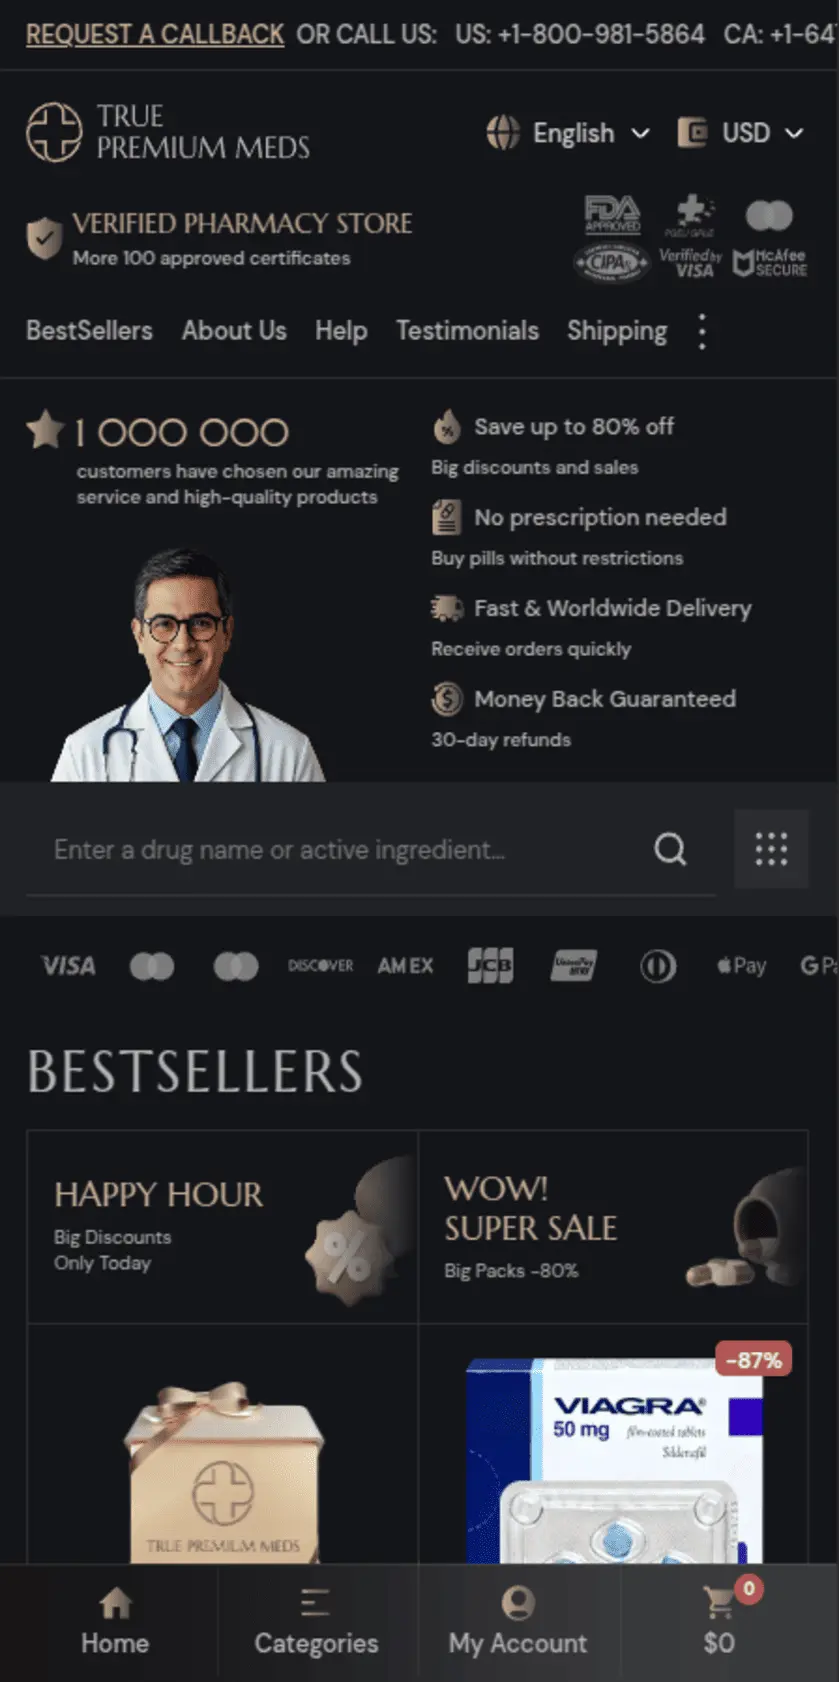 REQUEST A CALLBACK OR CALL US: US: +1-800-981-5864 CA: +1-64
TRUE
PREMIUM MEDS
English
USD
VERIFIED PHARMACY STORE
More 100 approved certificates
FDA
APPROVED
CIPA
Verified by
VISA
McAfee
SECURE
BestSellers About Us Help Testimonials Shipping
1 000 000
customers have chosen our amazing
service and high-quality products
Save up to 80% off
Big discounts and sales
No prescription needed
Buy pills without restrictions
Fast & Worldwide Delivery
Receive orders quickly
Money Back Guaranteed
30-day refunds
Enter a drug name or active ingredient...
VISA DISCOVER AMEX JCB UnionPay Pay G Pa
BESTSELLERS
HAPPY HOUR
Big Discounts
Only Today
WOW!
SUPER SALE
Big Packs -80%
-87%
VIAGRA
50 mg film-coated tablets
Sildenafil
TRUE PREMIUM MEDS
Home
Categories
My Account
0
$0